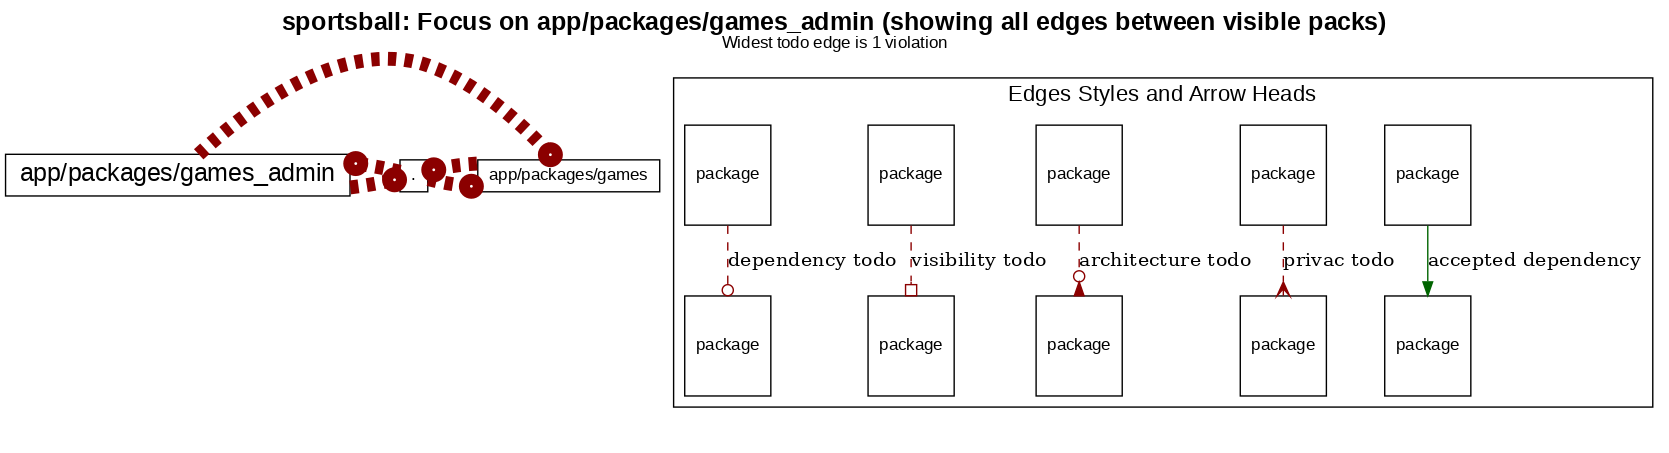 sportsball: Focus on app/packages/games_admin (showing all edges between visible packs)
Widest todo edge is 1 violation
app/packages/games_admin
.
app/packages/games
Edges Styles and Arrow Heads
package
package
package
package
package
dependency todo
visibility todo
architecture todo
privac todo
accepted dependency
package
package
package
package
package